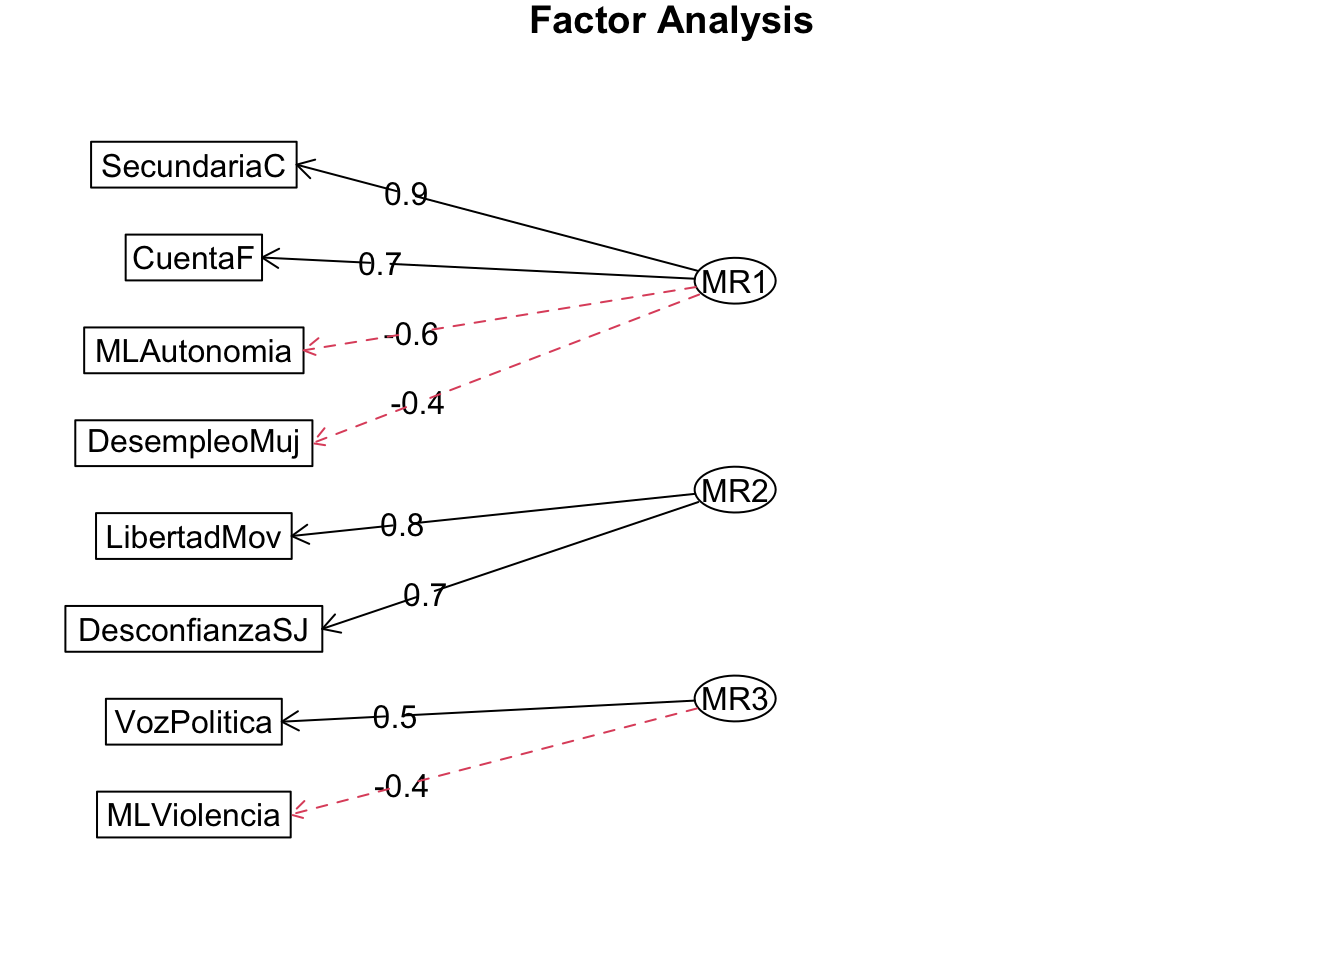 Factor Analysis
SecundariaC
0.9
CuentaF
0.7
MR1
MLAutonomia
-0.6
DesempleoMuj
-0.4
MR2
LibertadMov
0.8
DesconfianzaSJ
0.7
MR3
VozPolitica
0.5
MLViolencia
-0.4